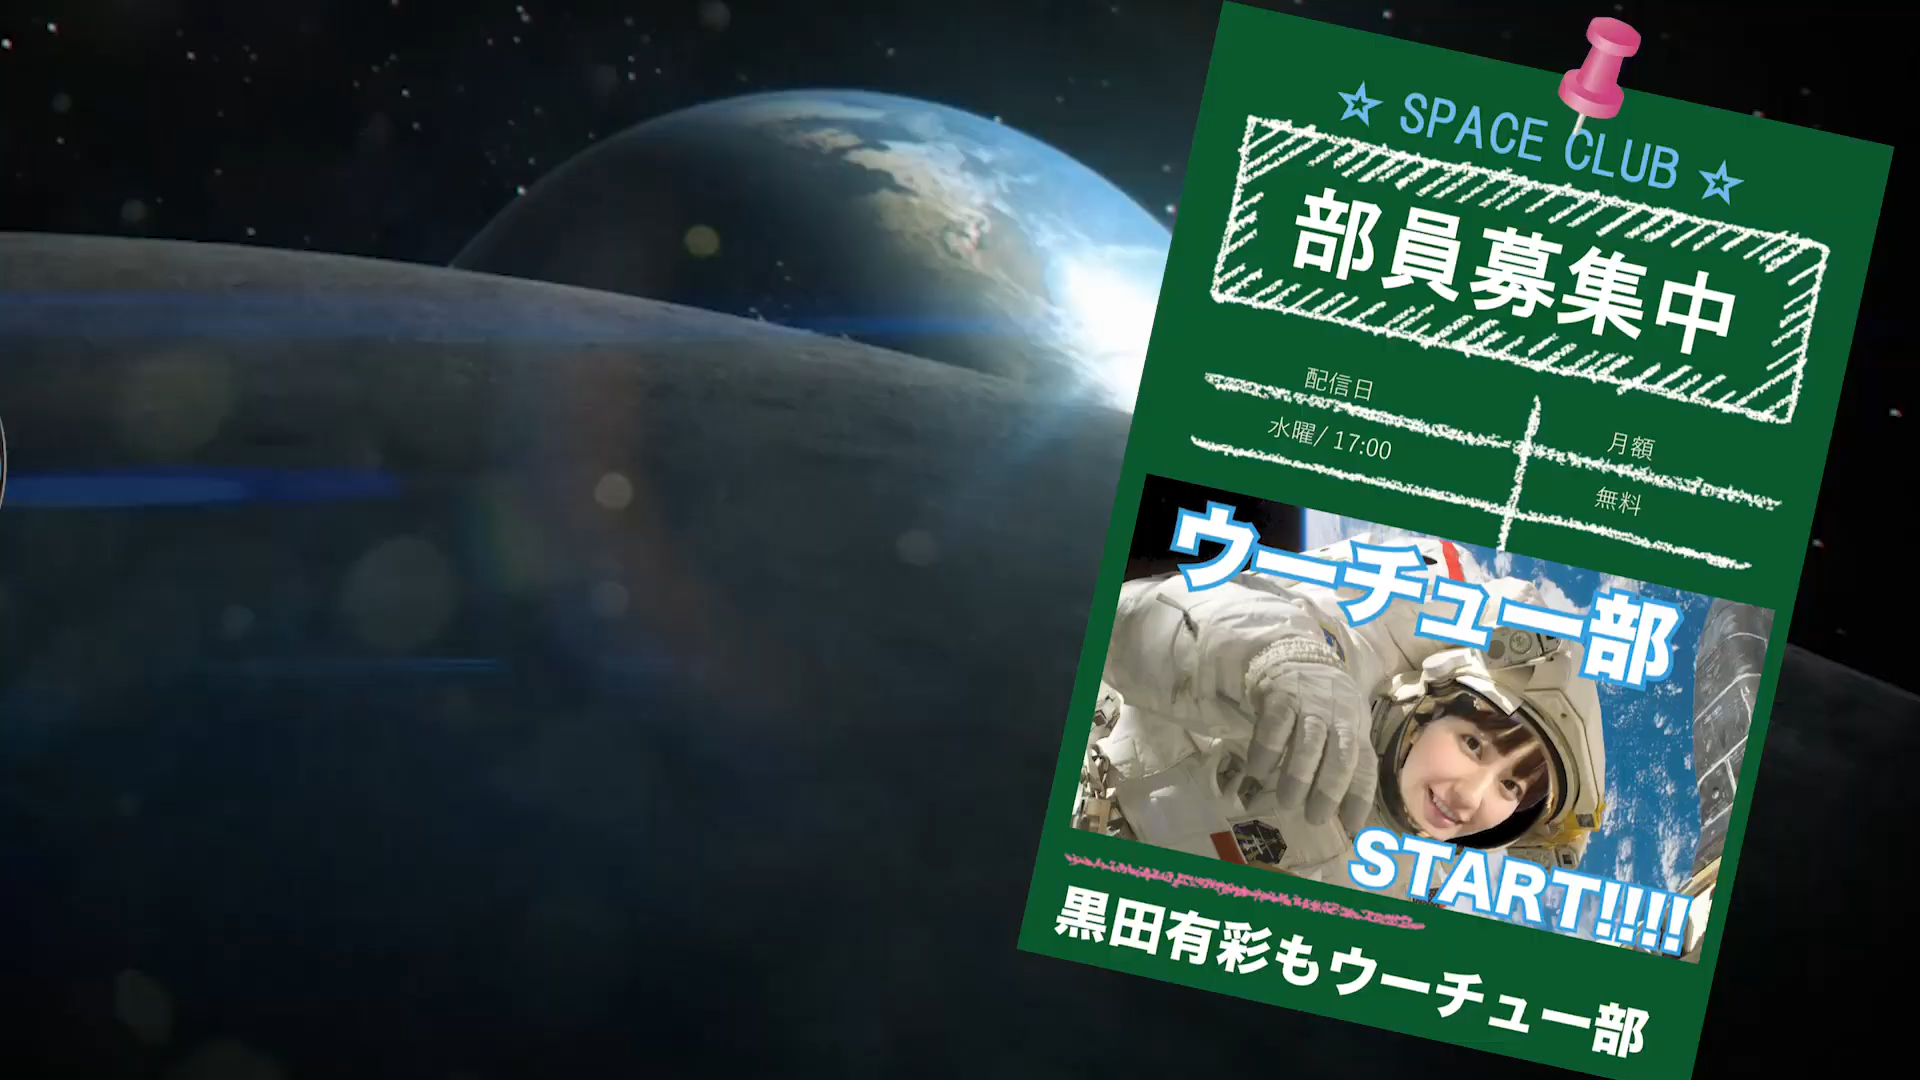 ☆ SPACE CLUB ☆
部員募集中
配信日
水曜/ 17:00
月額
無料
ウーチュー部
START!!!!
黒田有彩もウーチュー部